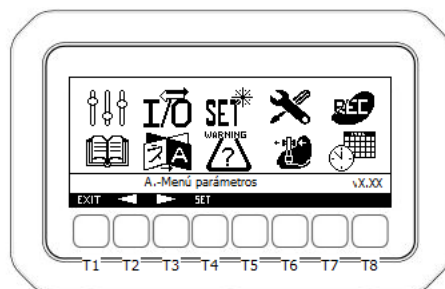 I/O SET REC
A WARNING ?
A.-Menú parámetros vX.XX
EXIT SET
T1 T2 T3 T4 T5 T6 T7 T8